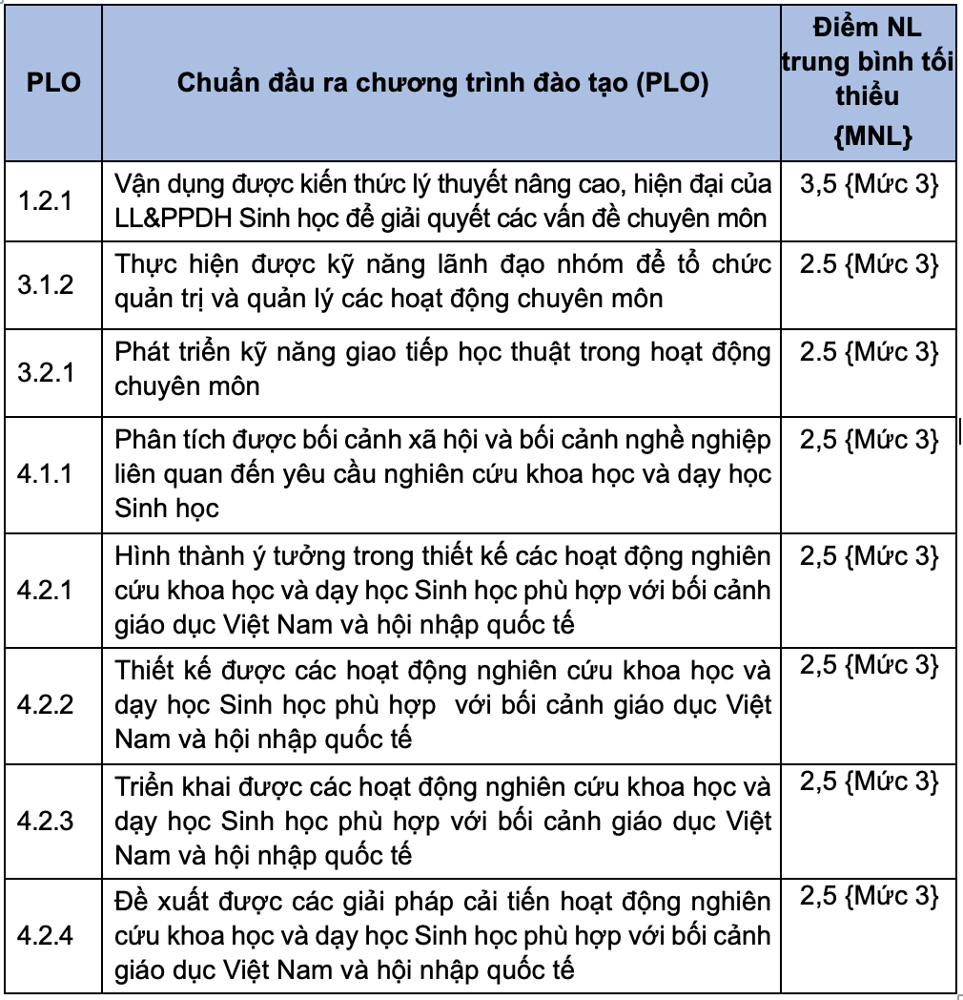 PLO
Chuẩn đầu ra chương trình đào tạo (PLO)
Điểm NL
trung bình tối
thiểu
{MNL}
1.2.1
Vận dụng được kiến thức lý thuyết nâng cao, hiện đại của
LL&PPDH Sinh học để giải quyết các vấn đề chuyên môn
3,5 {Mức 3}
3.1.2
Thực hiện được kỹ năng lãnh đạo nhóm để tổ chức
quản trị và quản lý các hoạt động chuyên môn
2.5 {Mức 3}
3.2.1
Phát triển kỹ năng giao tiếp học thuật trong hoạt động
chuyên môn
2.5 {Mức 3}
4.1.1
Phân tích được bối cảnh xã hội và bối cảnh nghề nghiệp
liên quan đến yêu cầu nghiên cứu khoa học và dạy học
Sinh học
2,5 {Mức 3}
4.2.1
Hình thành ý tưởng trong thiết kế các hoạt động nghiên
cứu khoa học và dạy học Sinh học phù hợp với bối cảnh
giáo dục Việt Nam và hội nhập quốc tế
2,5 {Mức 3}
4.2.2
Thiết kế được các hoạt động nghiên cứu khoa học và
dạy học Sinh học phù hợp với bối cảnh giáo dục Việt
Nam và hội nhập quốc tế
2,5 {Mức 3}
4.2.3
Triển khai được các hoạt động nghiên cứu khoa học và
dạy học Sinh học phù hợp với bối cảnh giáo dục Việt
Nam và hội nhập quốc tế
2,5 {Mức 3}
4.2.4
Đề xuất được các giải pháp cải tiến hoạt động nghiên
cứu khoa học và dạy học Sinh học phù hợp với bối cảnh
giáo dục Việt Nam và hội nhập quốc tế
2,5 {Mức 3}